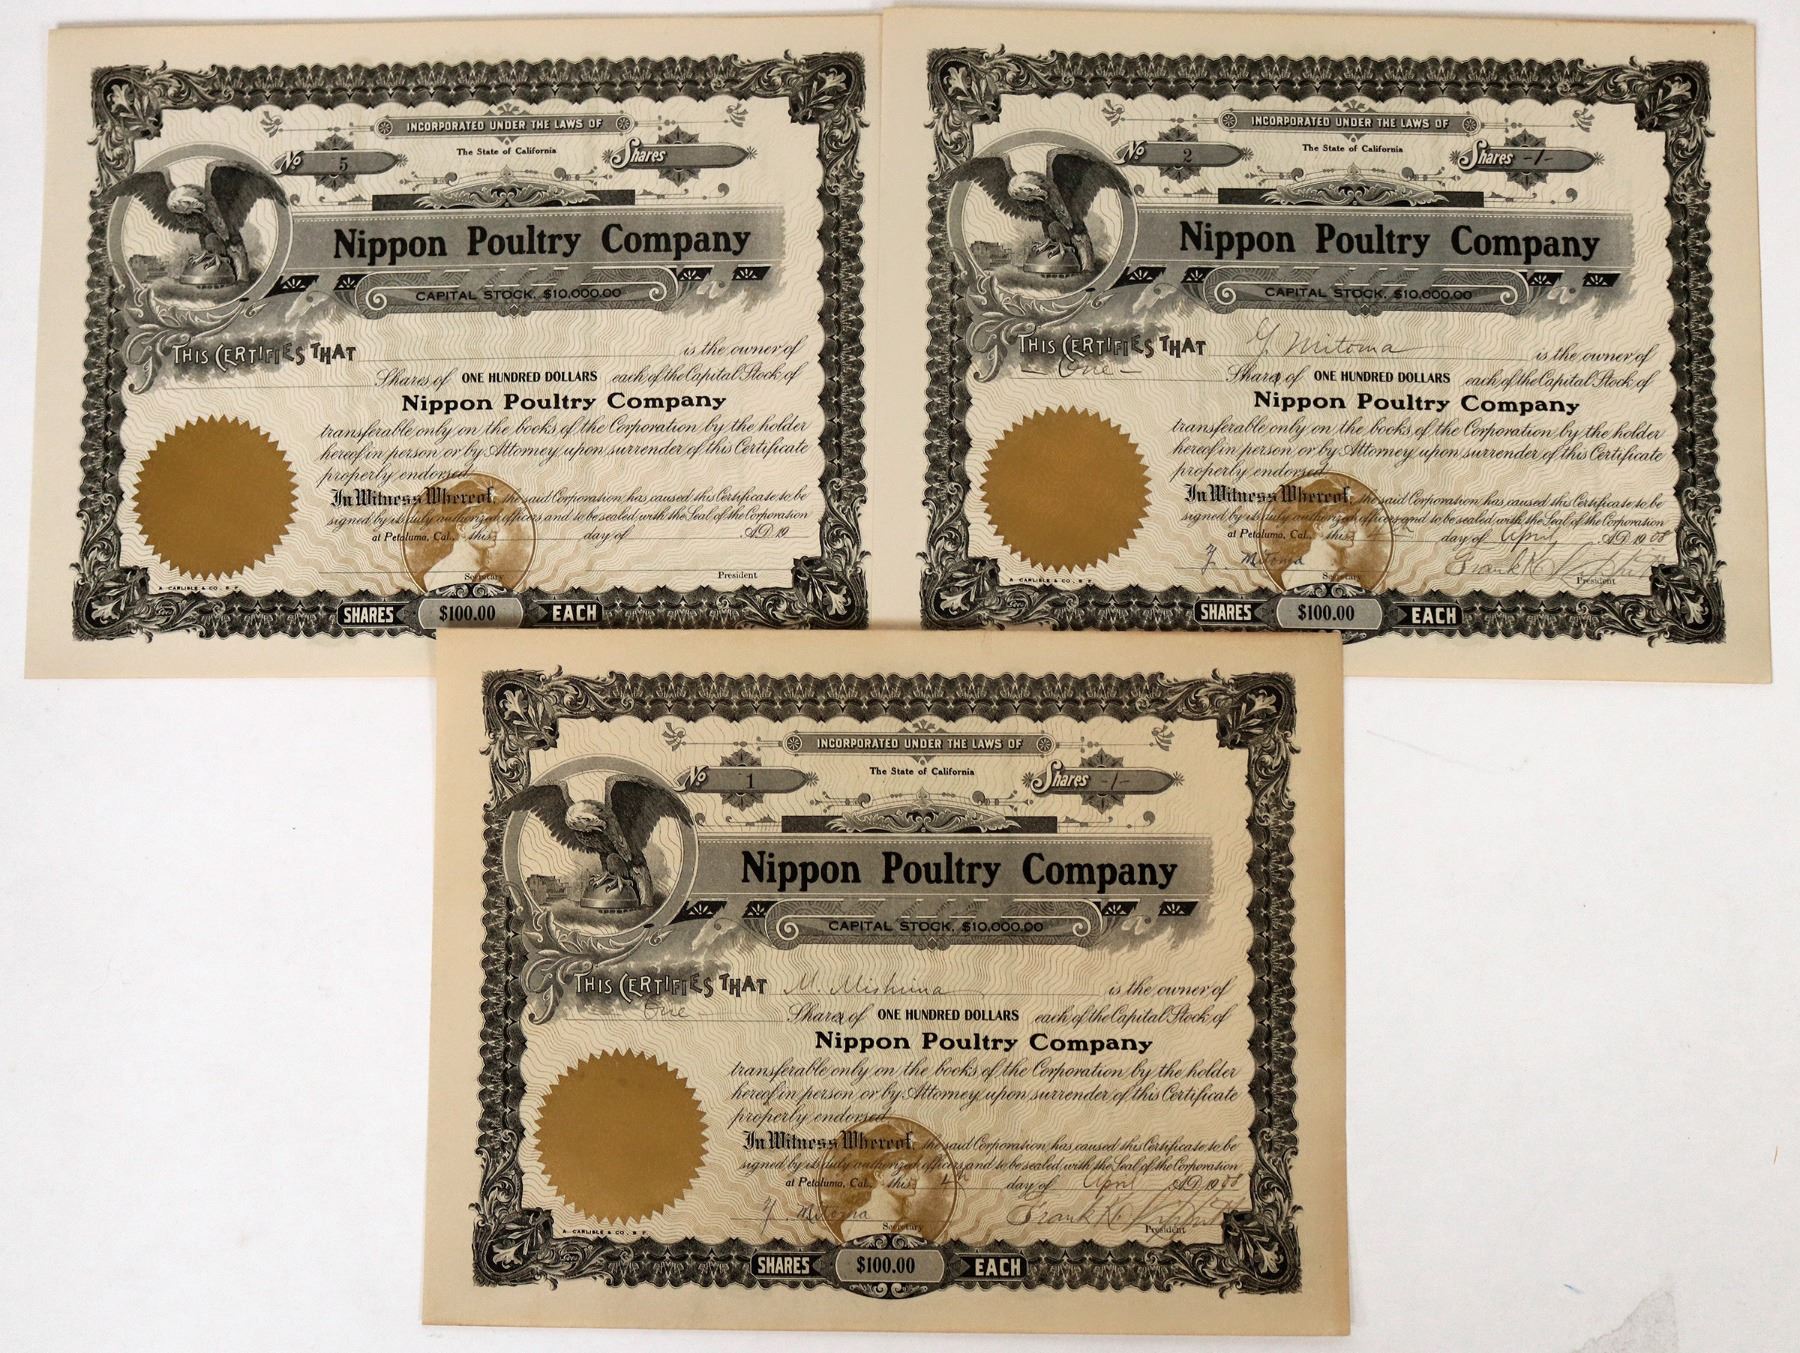 INCORPORATED UNDER THE LAWS OF
The State of California
No 5 Shares
Nippon Poultry Company
CAPITAL STOCK, $10,000.00
THIS CERTIFIES THAT is the owner of
Shares of ONE HUNDRED DOLLARS each of the Capital Stock of
Nippon Poultry Company
transferable only on the books of the Corporation by the holder
hereof in person or by Attorney upon surrender of this Certificate
properly endorsed
In Witness Whereof, the said Corporation has caused this Certificate to be
signed by its duly authorized officers and to be sealed with the Seal of the Corporation
at Petaluma, Cal., this day of A.D. 19
Secretary President
A. CARLISLE & CO., S. F.
SHARES $100.00 EACH
INCORPORATED UNDER THE LAWS OF
The State of California
No 2 Shares -1-
Nippon Poultry Company
CAPITAL STOCK, $10,000.00
THIS CERTIFIES THAT Y. Mitoma is the owner of
- One - Shares of ONE HUNDRED DOLLARS each of the Capital Stock of
Nippon Poultry Company
transferable only on the books of the Corporation by the holder
hereof in person or by Attorney upon surrender of this Certificate
properly endorsed
In Witness Whereof, the said Corporation has caused this Certificate to be
signed by its duly authorized officers and to be sealed with the Seal of the Corporation
at Petaluma, Cal., this 4th day of April A.D. 1908
Y. Mitoma Frank K.
Secretary President
A. CARLISLE & CO., S. F.
SHARES $100.00 EACH
INCORPORATED UNDER THE LAWS OF
The State of California
No 1 Shares -1-
Nippon Poultry Company
CAPITAL STOCK, $10,000.00
THIS CERTIFIES THAT M. Mishima is the owner of
- One - Shares of ONE HUNDRED DOLLARS each of the Capital Stock of
Nippon Poultry Company
transferable only on the books of the Corporation by the holder
hereof in person or by Attorney upon surrender of this Certificate
properly endorsed
In Witness Whereof, the said Corporation has caused this Certificate to be
signed by its duly authorized officers and to be sealed with the Seal of the Corporation
at Petaluma, Cal., this 4th day of April A.D. 1908
Y. Mitoma Frank K.
Secretary President
A. CARLISLE & CO., S. F.
SHARES $100.00 EACH